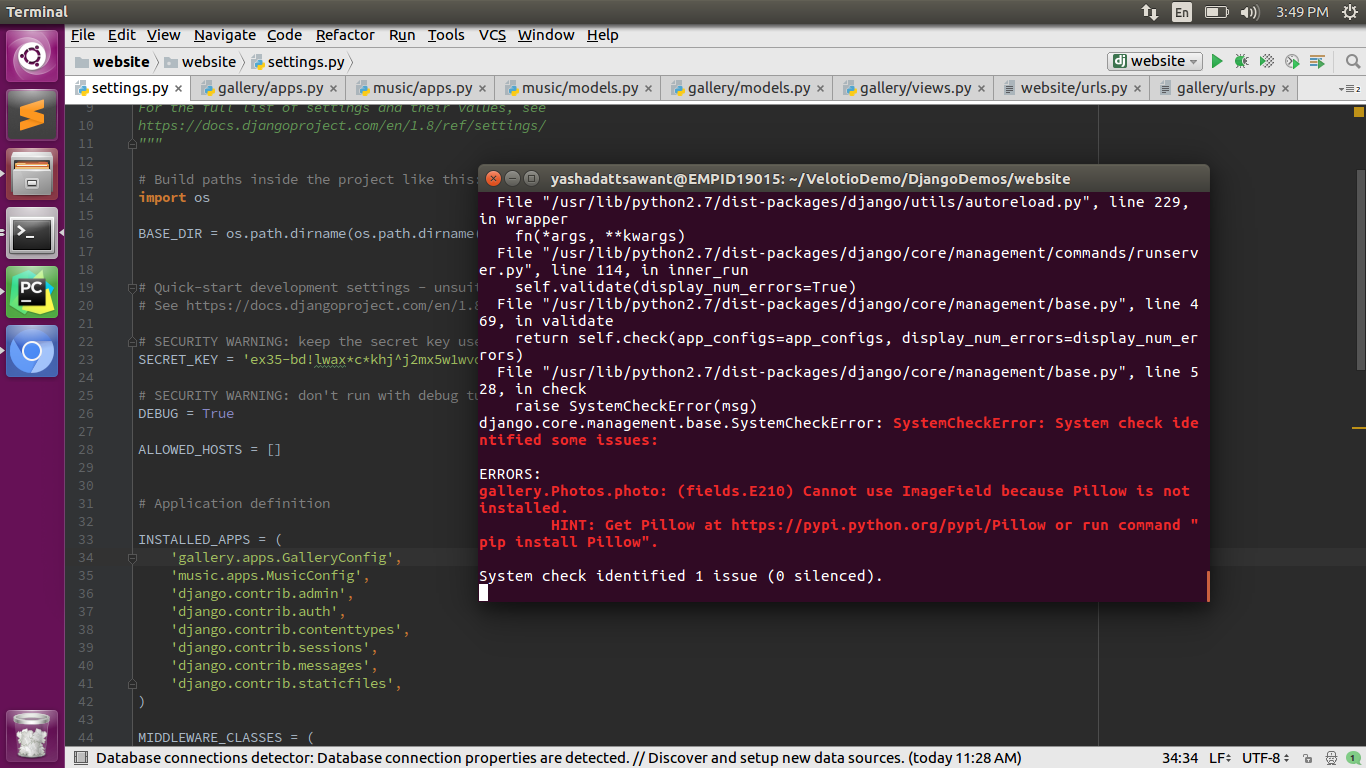 Terminal
En
3:49 PM
File Edit View Navigate Code Refactor Run Tools VCS Window Help
website website settings.py
dj website
settings.py gallery/apps.py music/apps.py music/models.py gallery/models.py gallery/views.py website/urls.py gallery/urls.py
9 For the full list of settings and their values, see
10 https://docs.djangoproject.com/en/1.8/ref/settings/
11 """
12
13 # Build paths inside the project like this
14 import os
15
16 BASE_DIR = os.path.dirname(os.path.dirname(
17
18
19 # Quick-start development settings - unsuit
20 # See https://docs.djangoproject.com/en/1.8
21
22 # SECURITY WARNING: keep the secret key use
23 SECRET_KEY = 'ex35-bd!lwax*c*khj^j2mx5w1wvc
24
25 # SECURITY WARNING: don't run with debug tu
26 DEBUG = True
27
28 ALLOWED_HOSTS = []
29
30
31 # Application definition
32
33 INSTALLED_APPS = (
34 'gallery.apps.GalleryConfig',
35 'music.apps.MusicConfig',
36 'django.contrib.admin',
37 'django.contrib.auth',
38 'django.contrib.contenttypes',
39 'django.contrib.sessions',
40 'django.contrib.messages',
41 'django.contrib.staticfiles',
42 )
43
44 MIDDLEWARE_CLASSES = (
yashadattsawant@EMPID19015: ~/VelotioDemo/DjangoDemos/website
File "/usr/lib/python2.7/dist-packages/django/utils/autoreload.py", line 229,
in wrapper
fn(*args, **kwargs)
File "/usr/lib/python2.7/dist-packages/django/core/management/commands/runserv
er.py", line 114, in inner_run
self.validate(display_num_errors=True)
File "/usr/lib/python2.7/dist-packages/django/core/management/base.py", line 4
69, in validate
return self.check(app_configs=app_configs, display_num_errors=display_num_er
rors)
File "/usr/lib/python2.7/dist-packages/django/core/management/base.py", line 5
28, in check
raise SystemCheckError(msg)
django.core.management.base.SystemCheckError: SystemCheckError: System check ide
ntified some issues:
ERRORS:
gallery.Photos.photo: (fields.E210) Cannot use ImageField because Pillow is not
installed.
HINT: Get Pillow at https://pypi.python.org/pypi/Pillow or run command "
pip install Pillow".
System check identified 1 issue (0 silenced).
PC
Database connections detector: Database connection properties are detected. // Discover and setup new data sources. (today 11:28 AM)
34:34 LF UTF-8 1